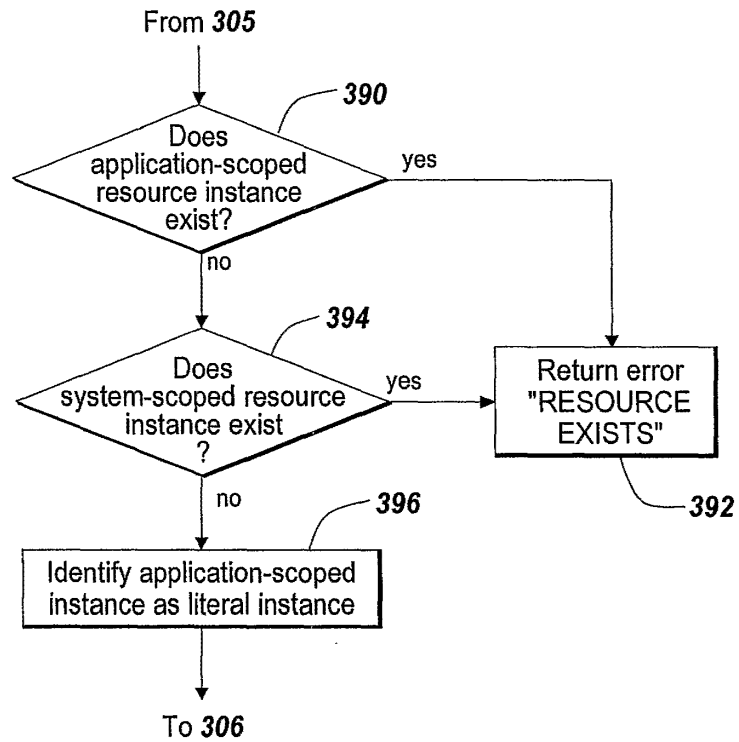 From 305
390
Does
application-scoped
resource instance
exist?
yes
no
394
Does
system-scoped resource
instance exist
?
yes
Return error
"RESOURCE
EXISTS"
392
no
396
Identify application-scoped
instance as literal instance
To 306